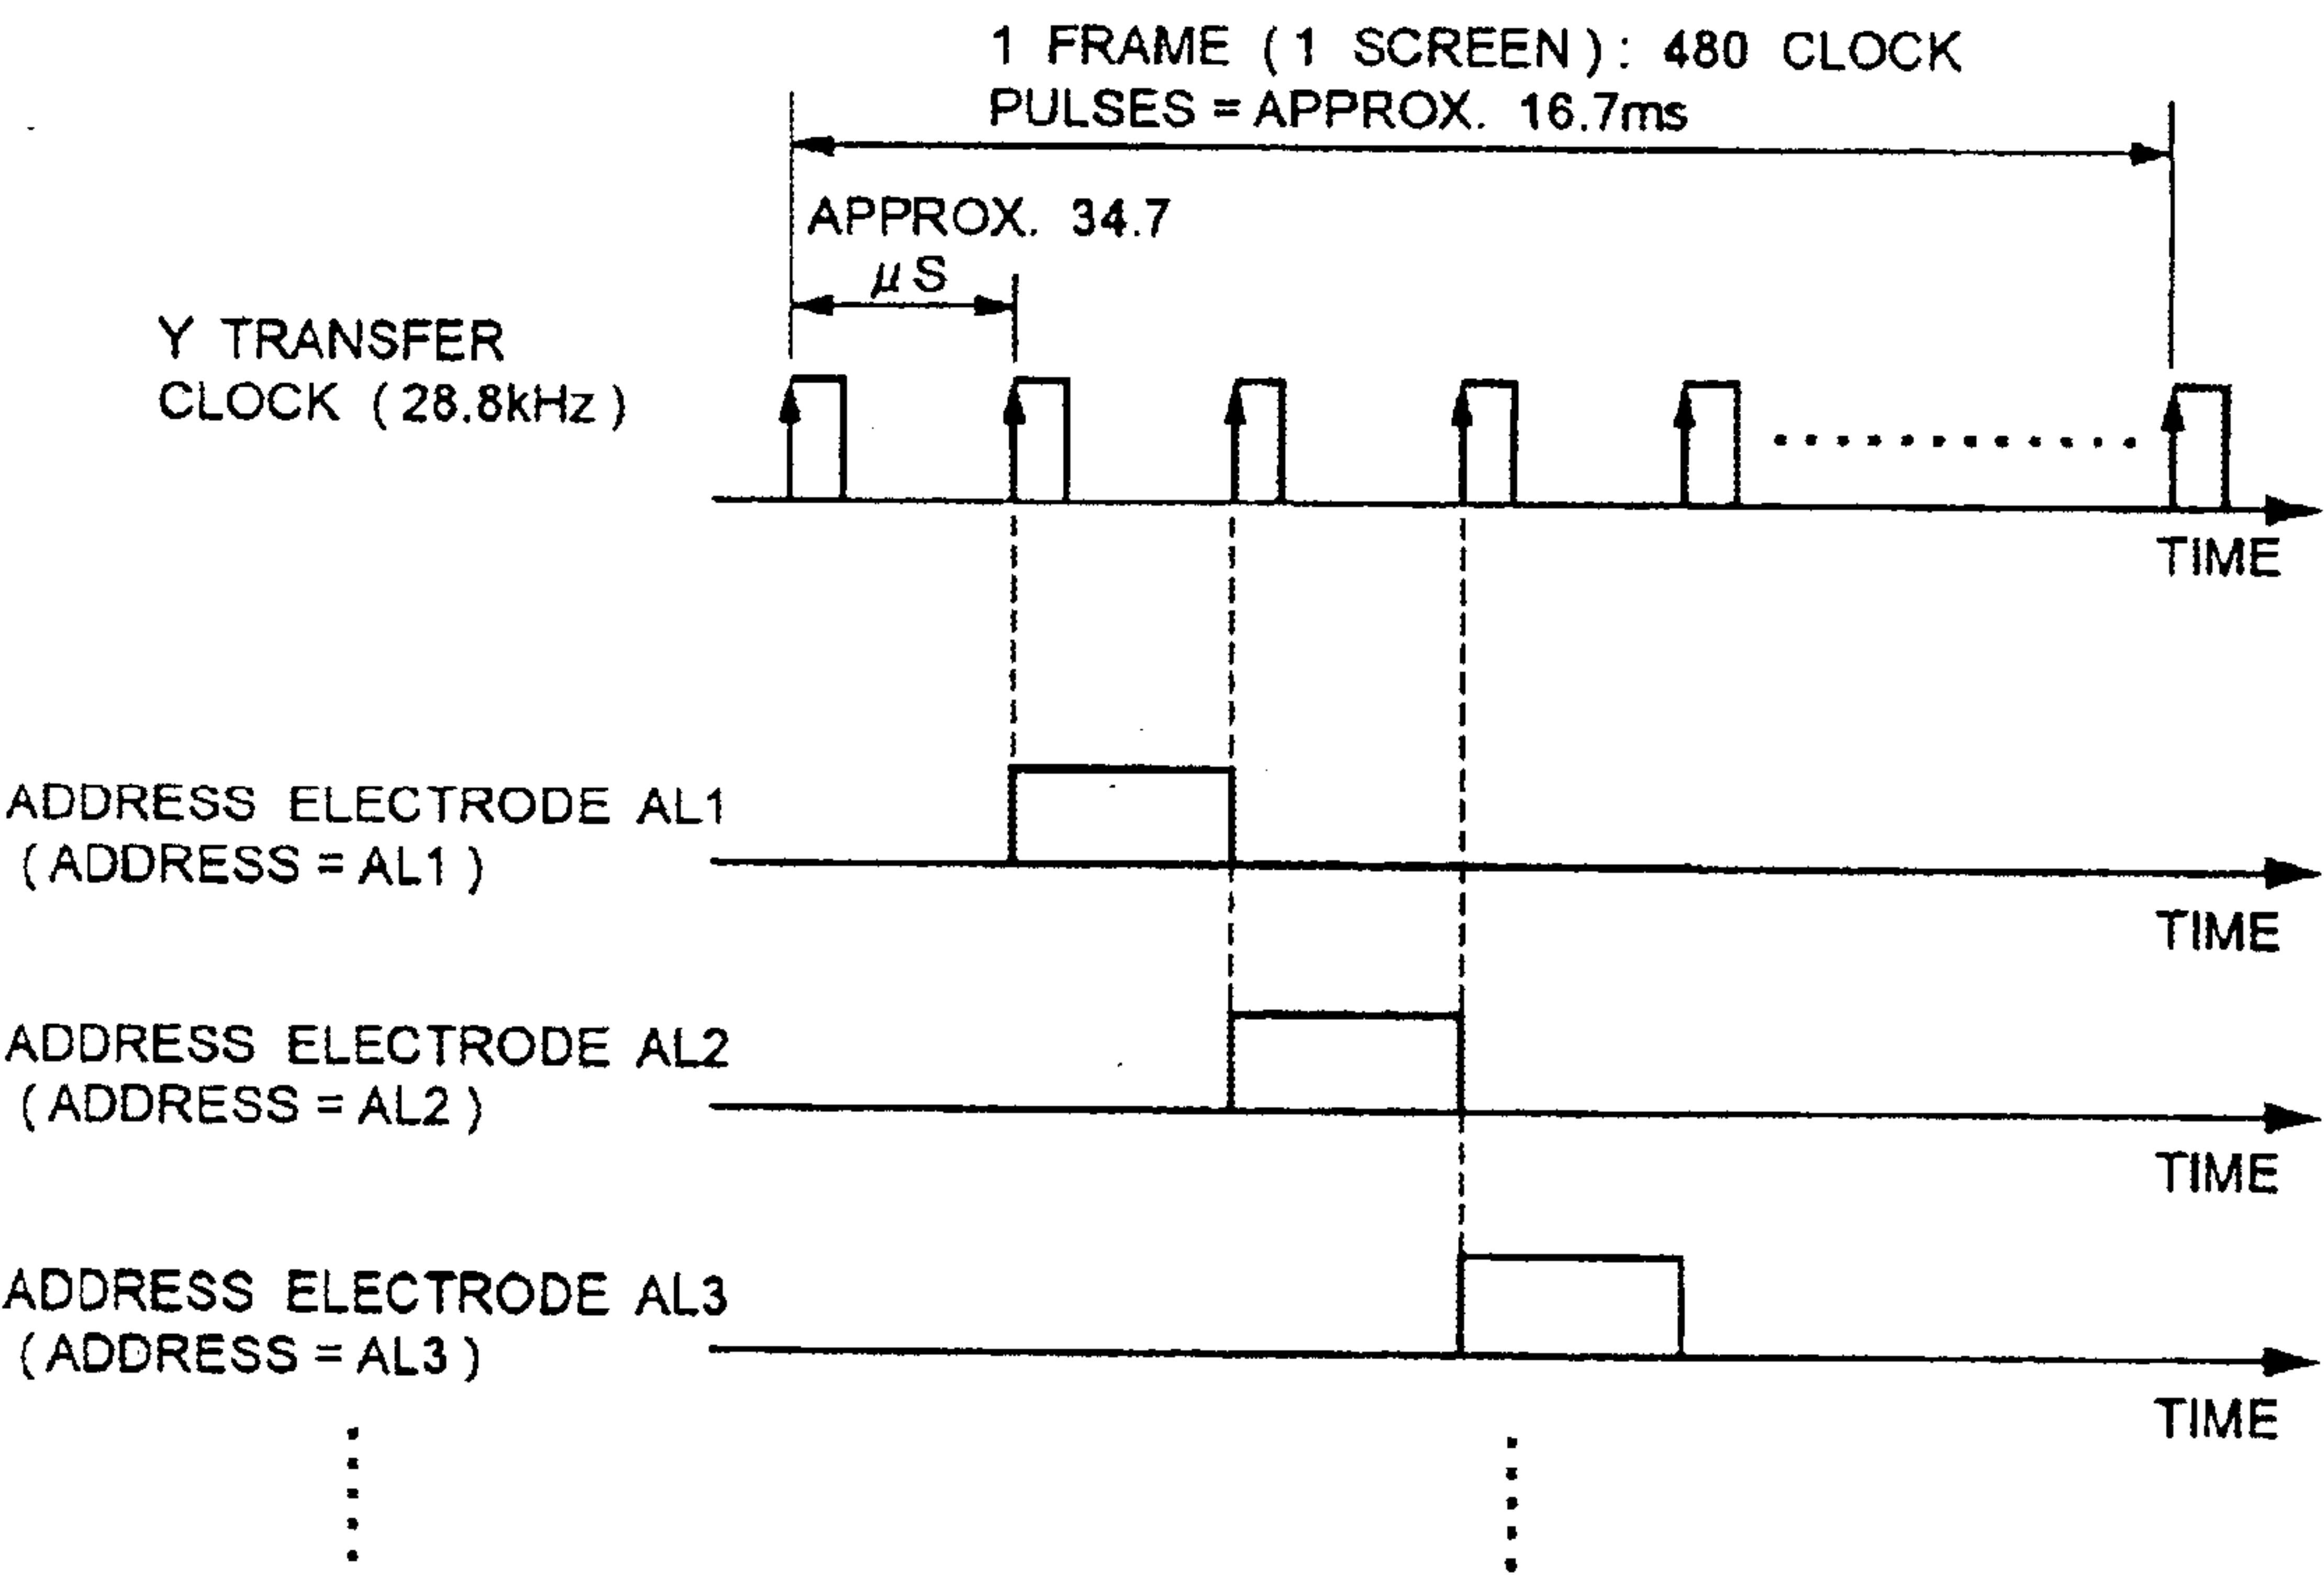 1 FRAME ( 1 SCREEN ) : 480 CLOCK
PULSES = APPROX. 16.7ms
APPROX. 34.7
μS
Y TRANSFER
CLOCK ( 28.8kHz )
TIME
ADDRESS ELECTRODE AL1
( ADDRESS = AL1 )
TIME
ADDRESS ELECTRODE AL2
( ADDRESS = AL2 )
TIME
ADDRESS ELECTRODE AL3
( ADDRESS = AL3 )
TIME